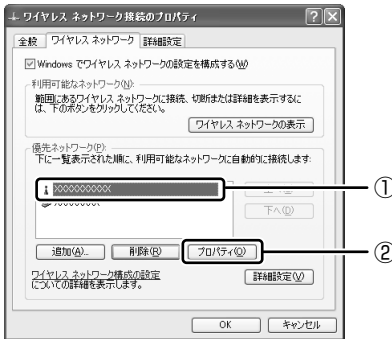 ワイヤレス ネットワーク接続のプロパティ
全般 ワイヤレス ネットワーク 詳細設定
Windows でワイヤレス ネットワークの設定を構成する(W)
利用可能なネットワーク(N):
範囲にあるワイヤレス ネットワークに接続、切断または詳細を表示するに
は、下のボタンをクリックしてください。
ワイヤレス ネットワークの表示
優先ネットワーク(P):
下に一覧表示された順に、利用可能なネットワークに自動的に接続します:
XXXXXXXXXX
①
XXXXXXXXXX
下へ(D)
追加(A)... 削除(R) プロパティ(O)
②
ワイヤレス ネットワーク構成の設定
についての詳細を表示します。
詳細設定(V)
OK キャンセル